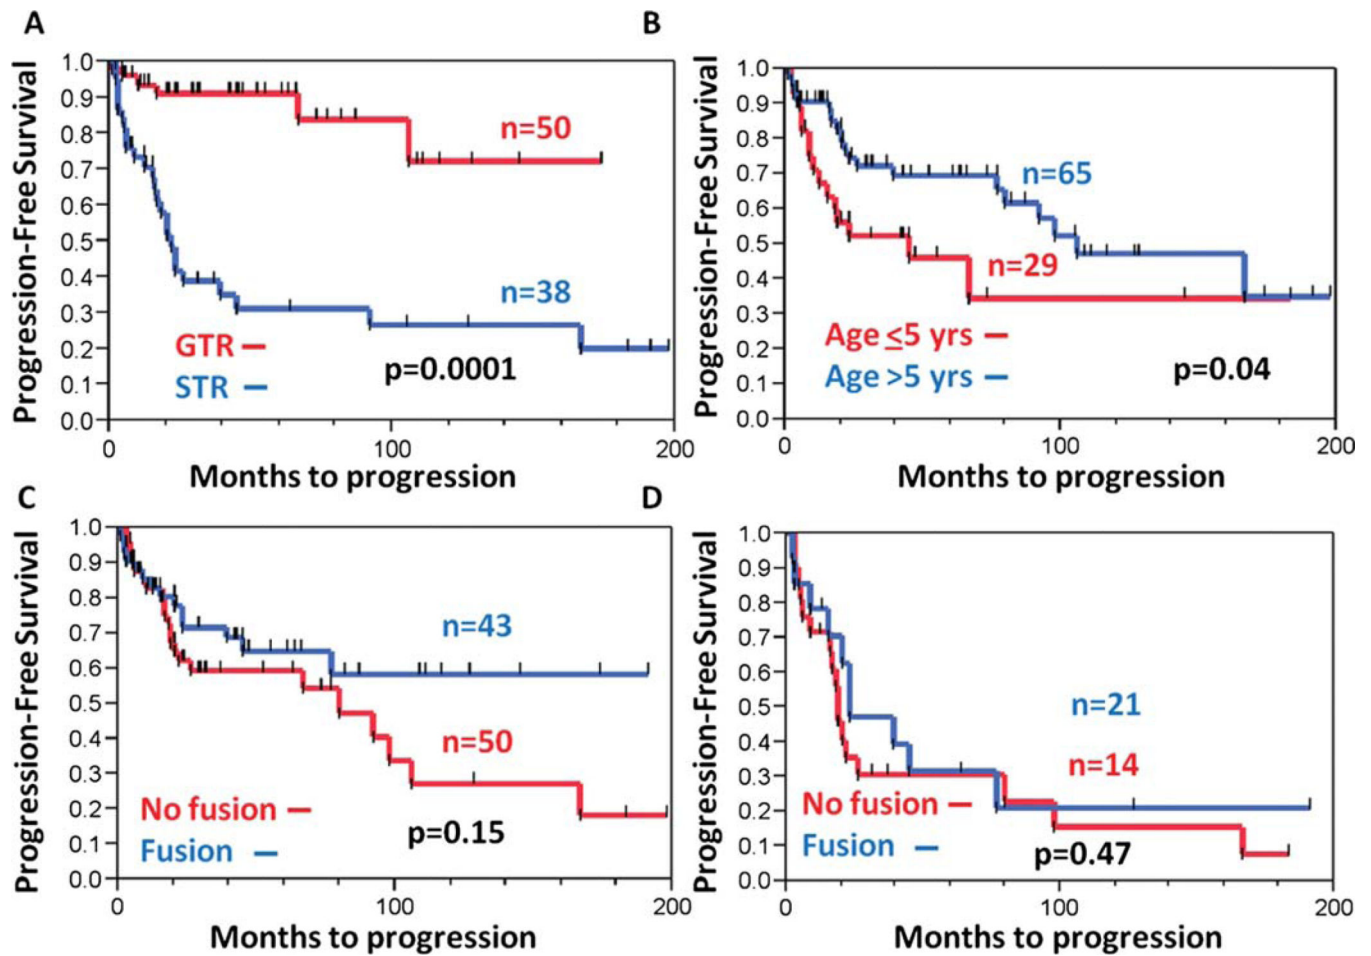 A
Progression-Free Survival
1.0
0.9
0.8
0.7
0.6
0.5
0.4
0.3
0.2
0.1
0.0
n=50
n=38
GTR
STR
p=0.0001
0
100
200
Months to progression
B
Progression-Free Survival
1.0
0.9
0.8
0.7
0.6
0.5
0.4
0.3
0.2
0.1
0.0
n=65
n=29
Age ≤5 yrs
Age >5 yrs
p=0.04
0
100
200
Months to progression
C
Progression-Free Survival
1.0
0.9
0.8
0.7
0.6
0.5
0.4
0.3
0.2
0.1
0.0
n=43
n=50
No fusion
Fusion
p=0.15
0
100
200
Months to progression
D
Progression-Free Survival
1.0
0.9
0.8
0.7
0.6
0.5
0.4
0.3
0.2
0.1
0.0
n=21
n=14
No fusion
Fusion
p=0.47
0
100
200
Months to progression